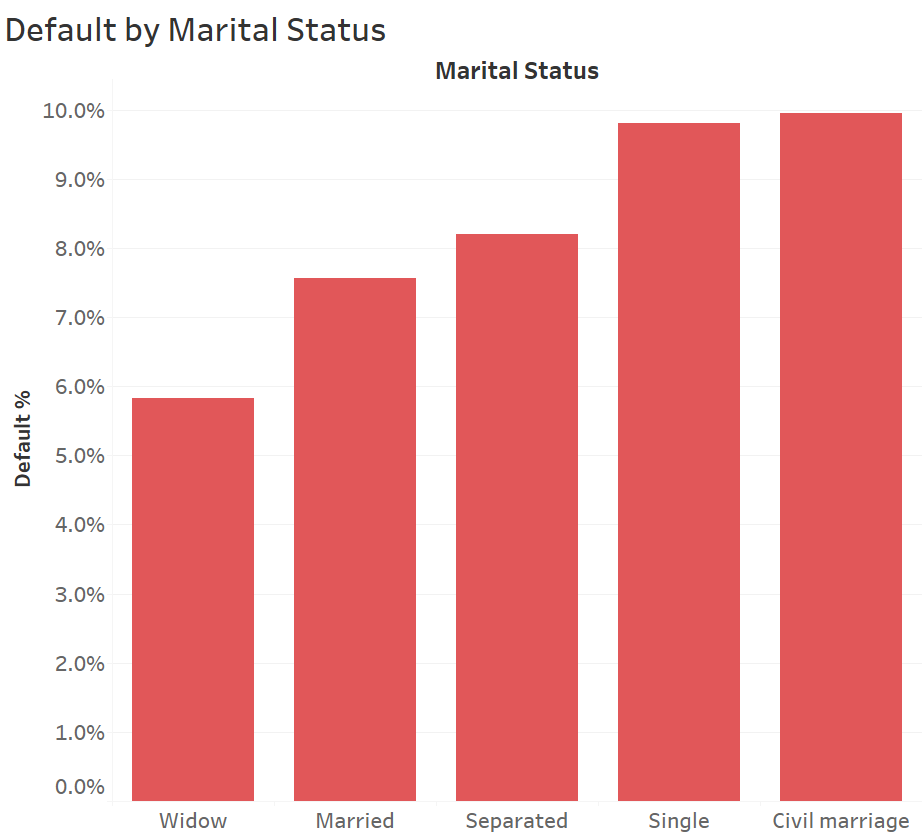 Default by Marital Status
Marital Status
Default %
10.0%
9.0%
8.0%
7.0%
6.0%
5.0%
4.0%
3.0%
2.0%
1.0%
0.0%
Widow Married Separated Single Civil marriage